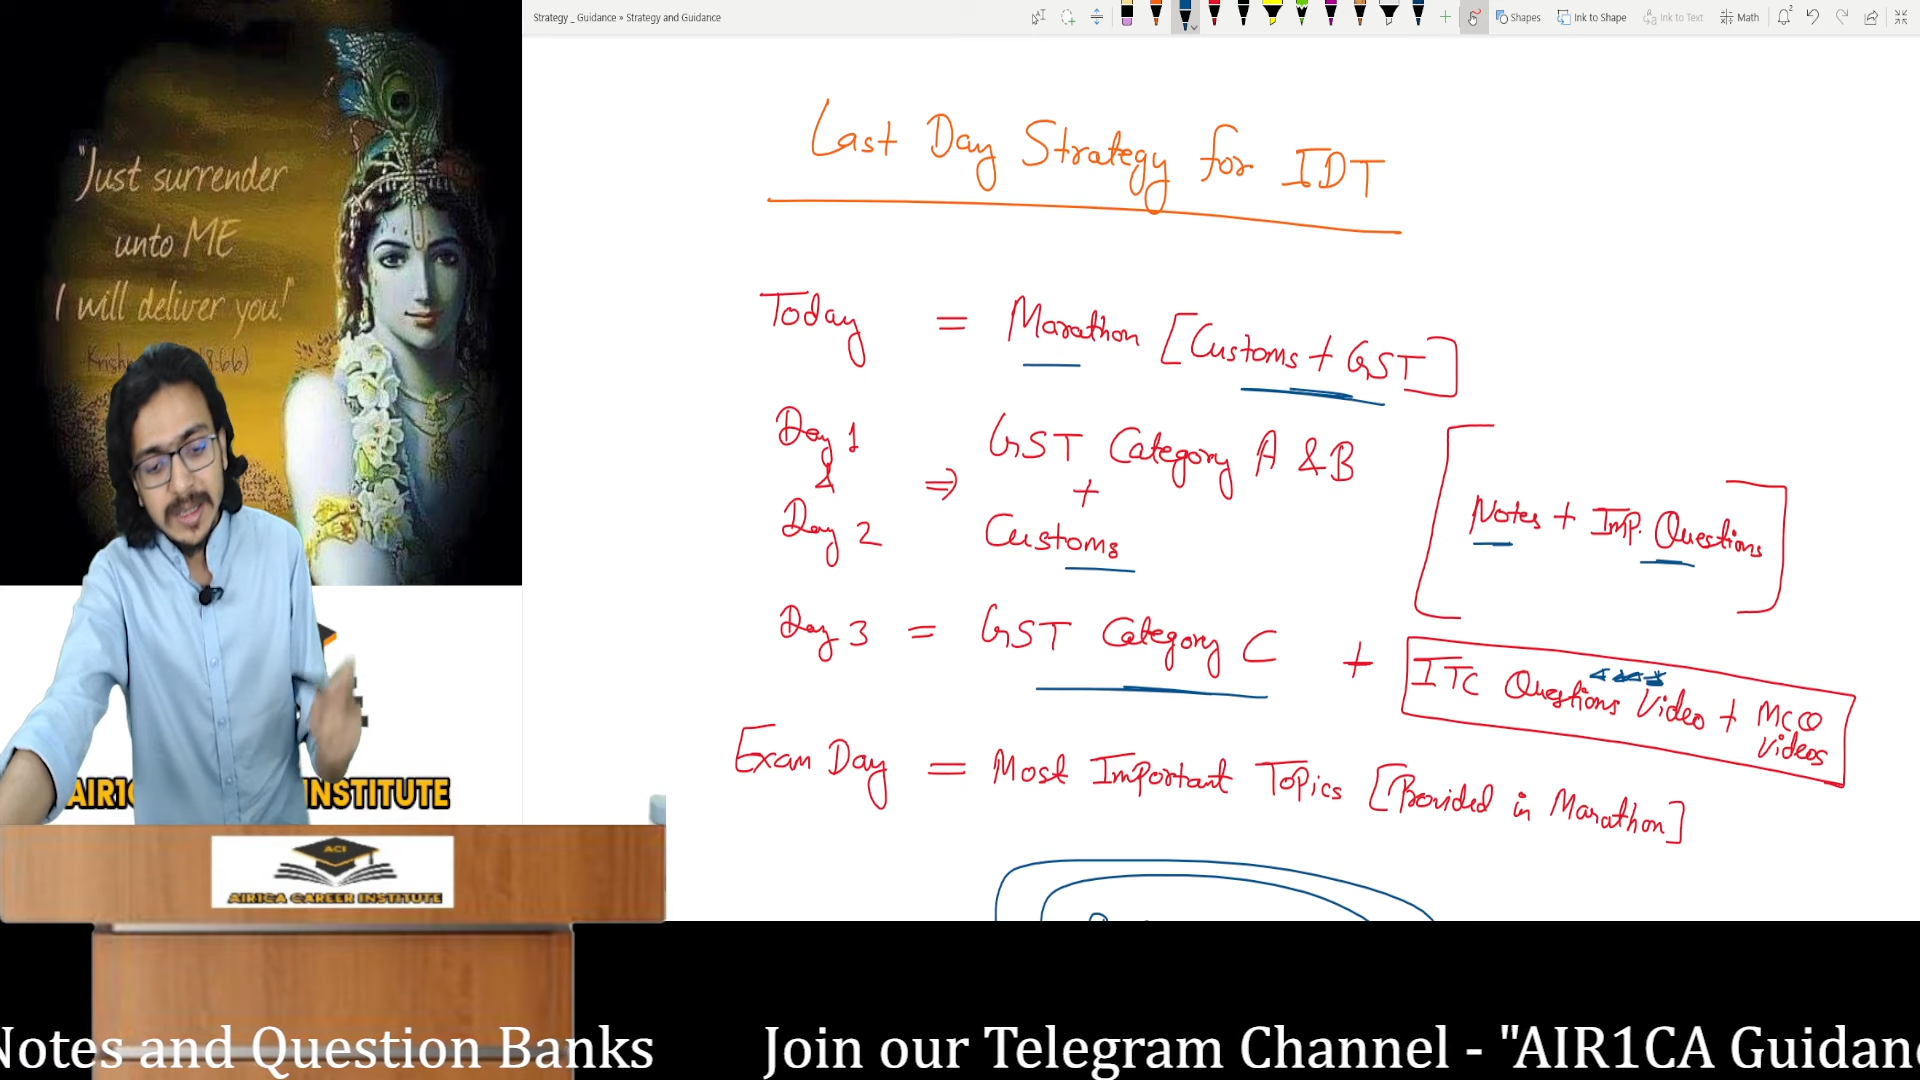 Strategy _ Guidance » Strategy and Guidance
Shapes
Ink to Shape
Ink to Text
Math
"Just surrender
unto ME
I will deliver you!"
Last Day Strategy for IDT
Today = Marathon [Customs + GST]
Day 1
&
Day 2
⇒
GST Category A & B
+
Customs
[Notes + Imp. Questions]
Day 3 = GST Category C + ITC Questions Video + MCQ
Videos
Exam Day = Most Important Topics [Provided in Marathon]
AIR1
INSTITUTE
ACI
AIR1CA CAREER INSTITUTE
Notes and Question Banks Join our Telegram Channel - "AIR1CA Guidanc